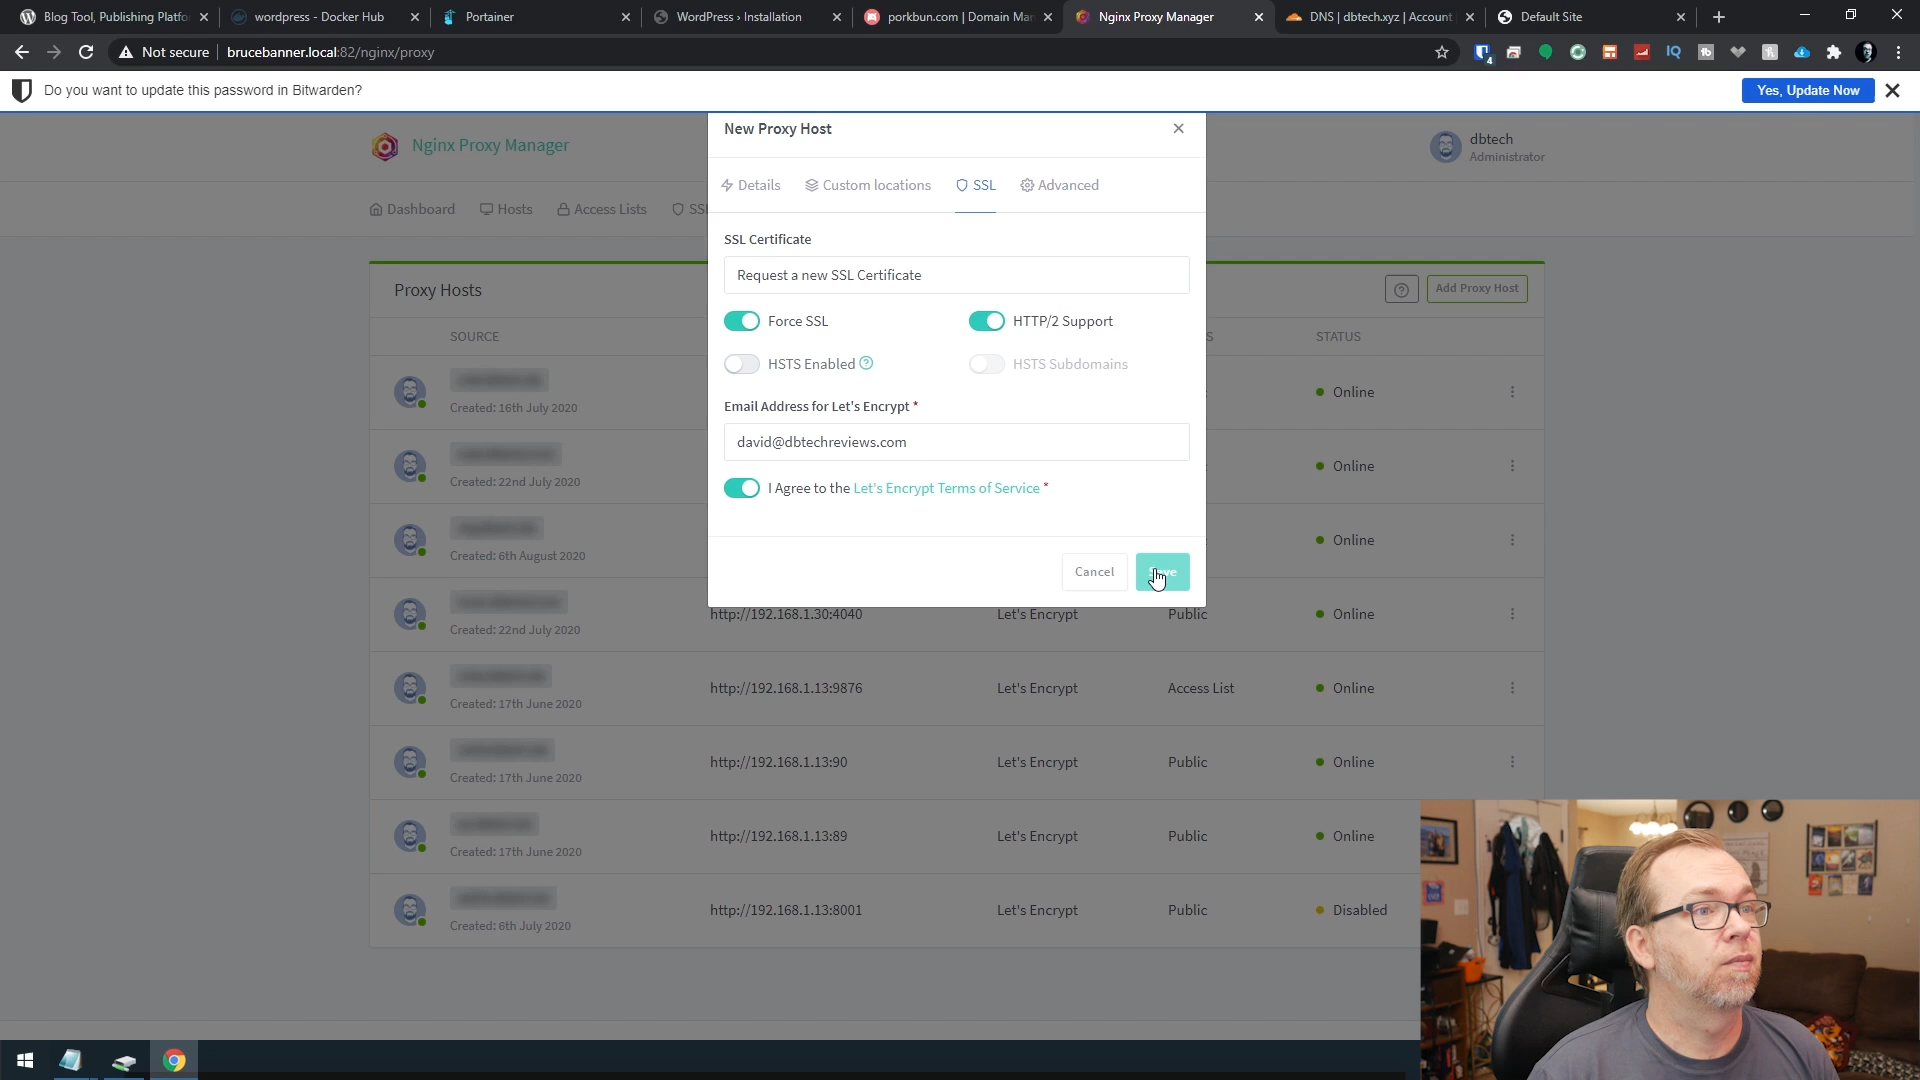 Blog Tool, Publishing Platfo
wordpress - Docker Hub
Portainer
WordPress › Installation
porkbun.com | Domain Mar
Nginx Proxy Manager
DNS | dbtech.xyz | Account
Default Site
Not secure
brucebanner.local:82/nginx/proxy
4
IQ
tb
Do you want to update this password in Bitwarden?
Yes, Update Now
New Proxy Host
Nginx Proxy Manager
dbtech
Administrator
Details
Custom locations
SSL
Advanced
Dashboard
Hosts
Access Lists
SSL Certificate
Request a new SSL Certificate
Proxy Hosts
Add Proxy Host
Force SSL
HTTP/2 Support
SOURCE
STATUS
HSTS Enabled
HSTS Subdomains
Created: 16th July 2020
Online
Email Address for Let's Encrypt *
david@dbtechreviews.com
Created: 22nd July 2020
Online
I Agree to the Let's Encrypt Terms of Service *
Created: 6th August 2020
Online
Cancel
Created: 22nd July 2020
http://192.168.1.30:4040
Let's Encrypt
Public
Online
Created: 17th June 2020
http://192.168.1.13:9876
Let's Encrypt
Access List
Online
Created: 17th June 2020
http://192.168.1.13:90
Let's Encrypt
Public
Online
Created: 17th June 2020
http://192.168.1.13:89
Let's Encrypt
Public
Online
Created: 6th July 2020
http://192.168.1.13:8001
Let's Encrypt
Public
Disabled